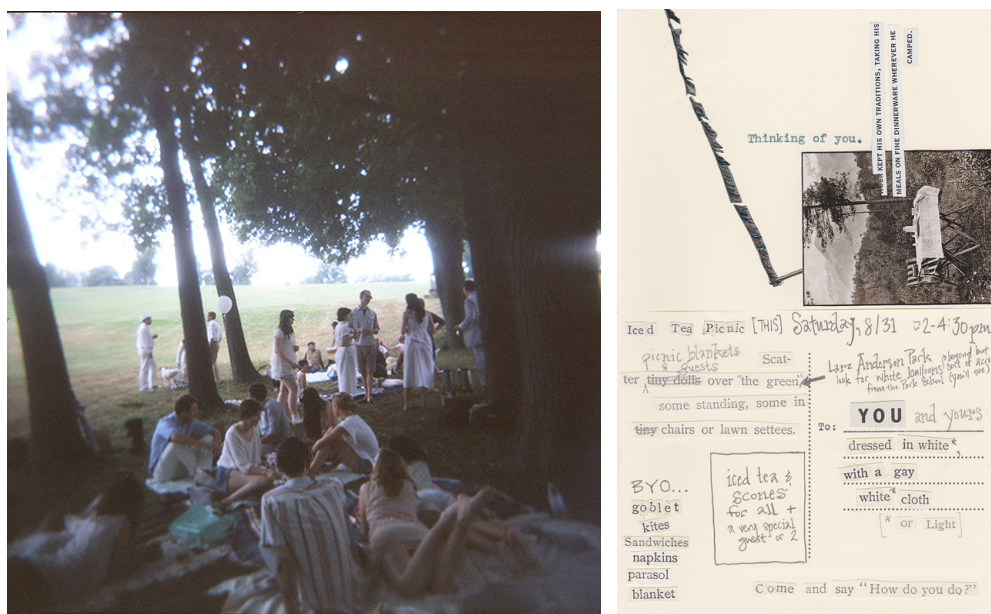 KEPT HIS OWN TRADITIONS, TAKING HIS
MEALS ON FINE DINNERWARE WHEREVER HE
CAMPED.
Thinking of you.
Iced Tea Picnic [THIS] Saturday, 8/31 2-4:30pm
picnic blankets
& guests
Scat-
ter tiny dolls over "the green,"
some standing, some in
tiny chairs or lawn settees.
Larz Anderson Park
look for white balloons
from the Park School (you'll see)
BYO...
goblet
kites
Sandwiches
napkins
parasol
blanket
iced tea &
scones
for all +
a very special
guest or 2
To: YOU and yours
dressed in white*,
with a gay
white* cloth
[* or Light]
Come and say "How do you do?"